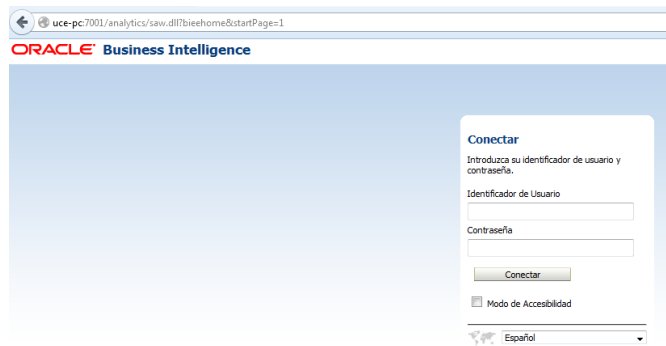 uce-pc:7001/analytics/saw.dll?bieehome&startPage=1
ORACLE Business Intelligence
Conectar
Introduzca su identificador de usuario y
contraseña.
Identificador de Usuario
Contraseña
Conectar
Modo de Accesibilidad
Español